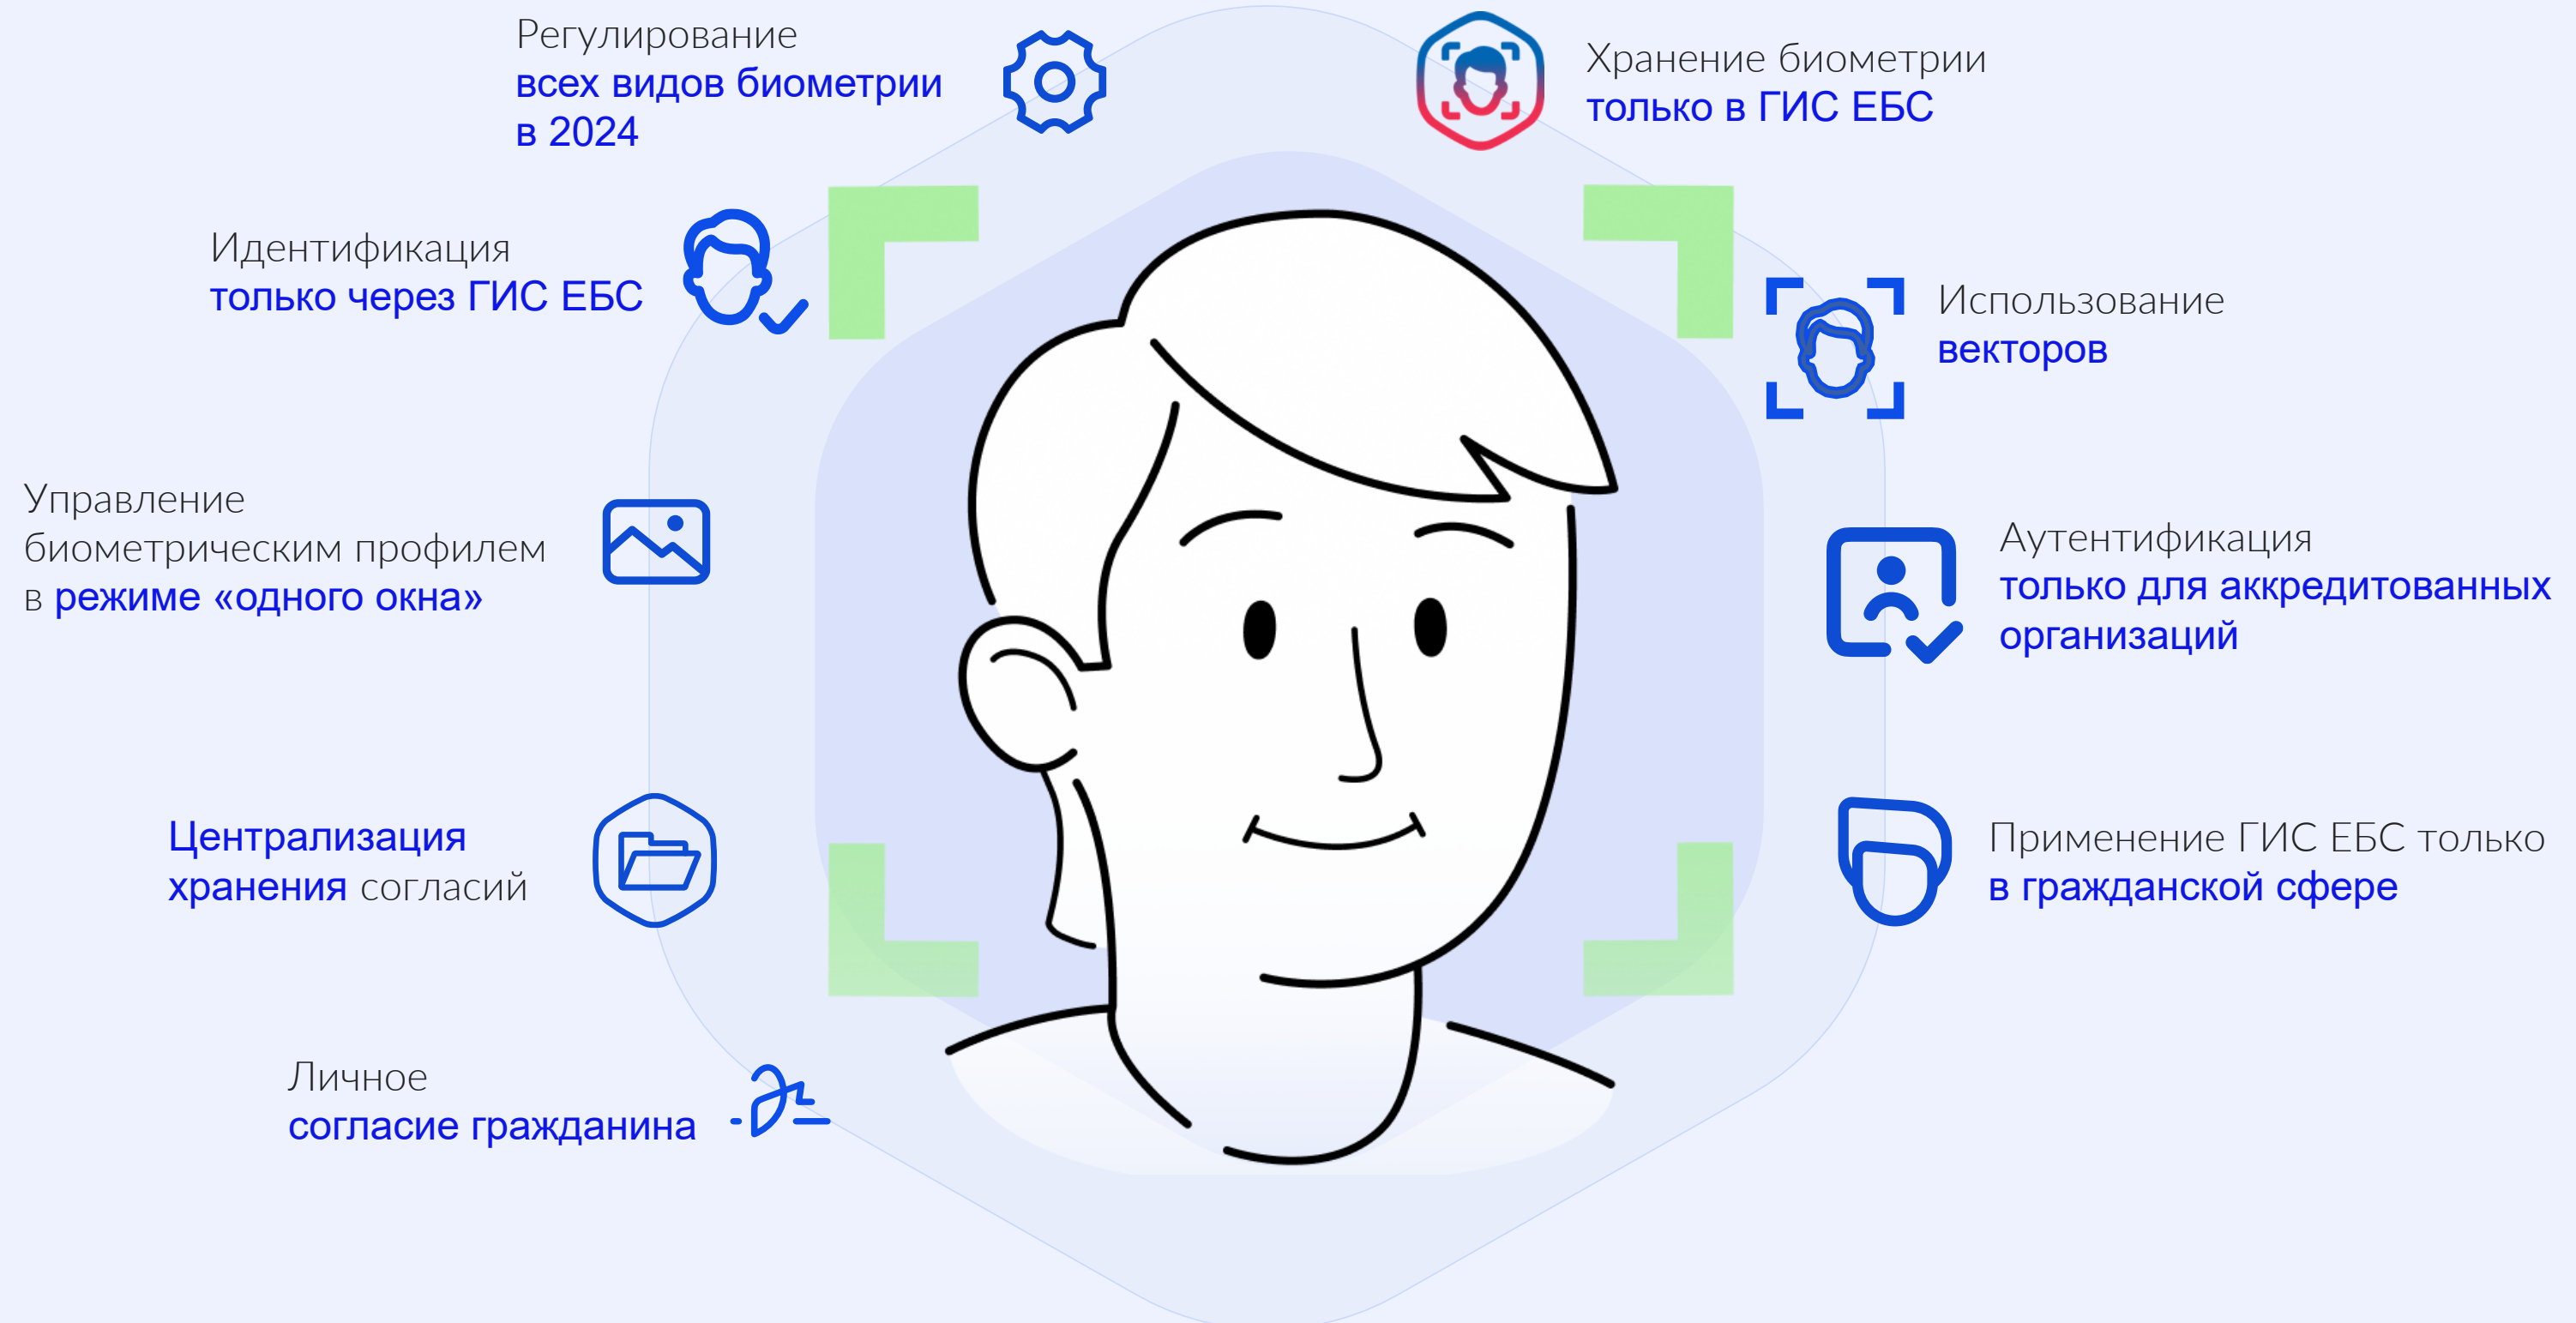 Регулирование
всех видов биометрии
в 2024
Хранение биометрии
только в ГИС ЕБС
Идентификация
только через ГИС ЕБС
Использование
векторов
Управление
биометрическим профилем
в режиме «одного окна»
Аутентификация
только для аккредитованных
организаций
Централизация
хранения согласий
Применение ГИС ЕБС только
в гражданской сфере
Личное
согласие гражданина